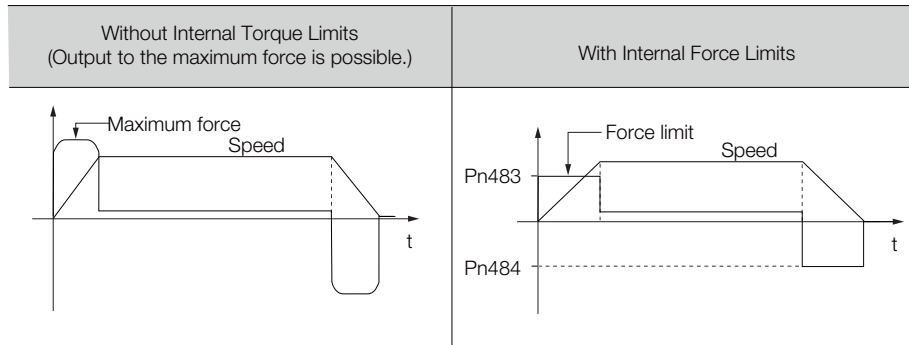 Without Internal Torque Limits
(Output to the maximum force is possible.)
With Internal Force Limits
Maximum force
Speed
t
Force limit
Speed
Pn483
t
Pn484